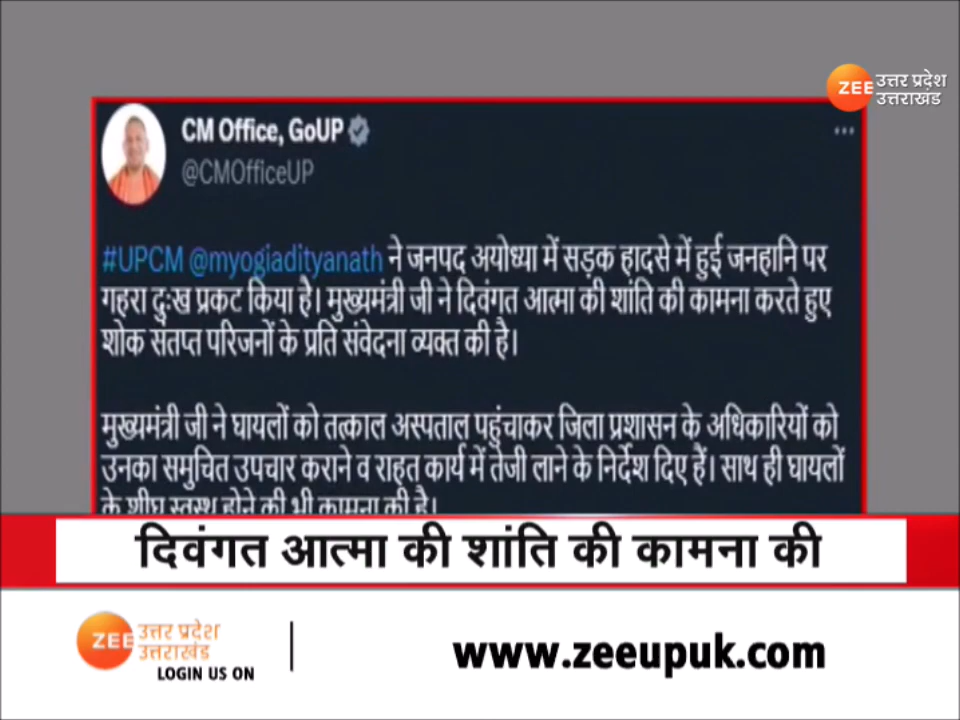 ZEE उत्तर प्रदेश
उत्तराखंड
CM Office, GoUP
@CMOfficeUP
#UPCM @myogiadityanath ने जनपद अयोध्या में सड़क हादसे में हुई जनहानि पर
गहरा दुःख प्रकट किया है। मुख्यमंत्री जी ने दिवंगत आत्मा की शांति की कामना करते हुए
शोक संतप्त परिजनों के प्रति संवेदना व्यक्त की है।
मुख्यमंत्री जी ने घायलों को तत्काल अस्पताल पहुंचाकर जिला प्रशासन के अधिकारियों को
उनका समुचित उपचार कराने व राहत कार्य में तेजी लाने के निर्देश दिए हैं। साथ ही घायलों
के शीघ्र स्वस्थ होने की भी कामना की है।
दिवंगत आत्मा की शांति की कामना की
ZEE उत्तर प्रदेश
उत्तराखंड
LOGIN US ON
www.zeeupuk.com